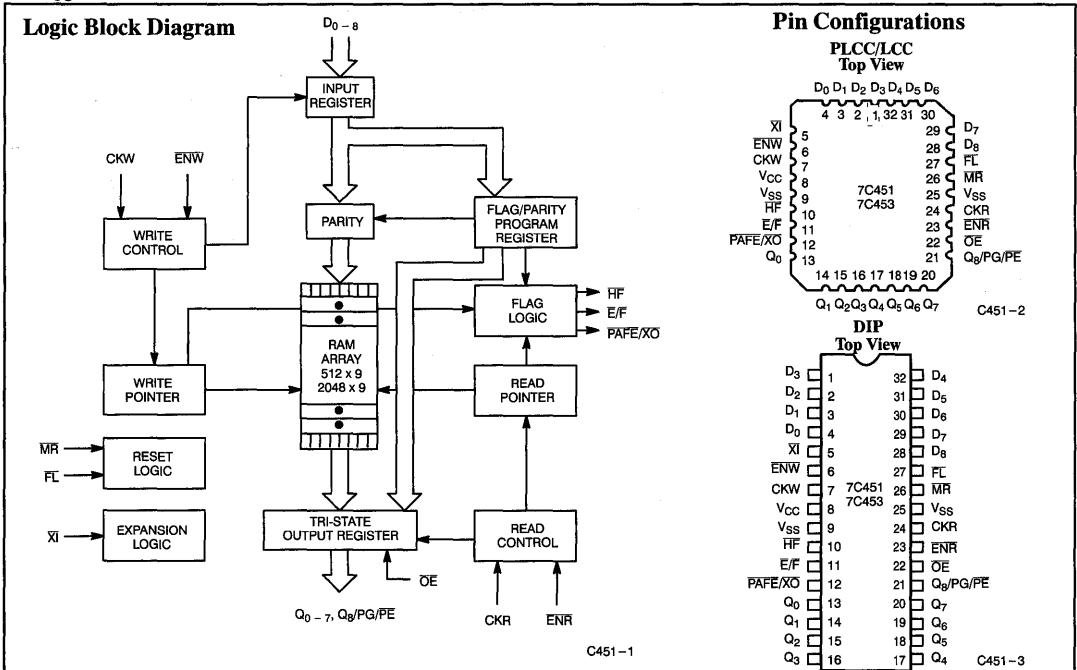 Logic Block Diagram
D0 – 8
INPUT
REGISTER
CKW
ENW
WRITE
CONTROL
PARITY
FLAG/PARITY
PROGRAM
REGISTER
RAM
ARRAY
512 x 9
2048 x 9
FLAG
LOGIC
HF
E/F
PAFE/XO
WRITE
POINTER
READ
POINTER
MR
FL
RESET
LOGIC
XI
EXPANSION
LOGIC
TRI-STATE
OUTPUT REGISTER
READ
CONTROL
OE
Q0 – 7, Q8/PG/PE
CKR
ENR
C451–1
Pin Configurations
PLCC/LCC
Top View
D0 D1 D2 D3 D4 D5 D6
4 3 2 1 32 31 30
XI 5
ENW 6
CKW 7
VCC 8
VSS 9
HF 10
E/F 11
PAFE/XO 12
Q0 13
7C451
7C453
29 D7
28 D8
27 FL
26 MR
25 VSS
24 CKR
23 ENR
22 OE
21 Q8/PG/PE
14 15 16 17 18 19 20
Q1 Q2 Q3 Q4 Q5 Q6 Q7
C451–2
DIP
Top View
D3 1 32 D4
D2 2 31 D5
D1 3 30 D6
D0 4 29 D7
XI 5 28 D8
ENW 6 27 FL
CKW 7 7C451 26 MR
VCC 8 7C453 25 VSS
VSS 9 24 CKR
HF 10 23 ENR
E/F 11 22 OE
PAFE/XO 12 21 Q8/PG/PE
Q0 13 20 Q7
Q1 14 19 Q6
Q2 15 18 Q5
Q3 16 17 Q4
C451–3